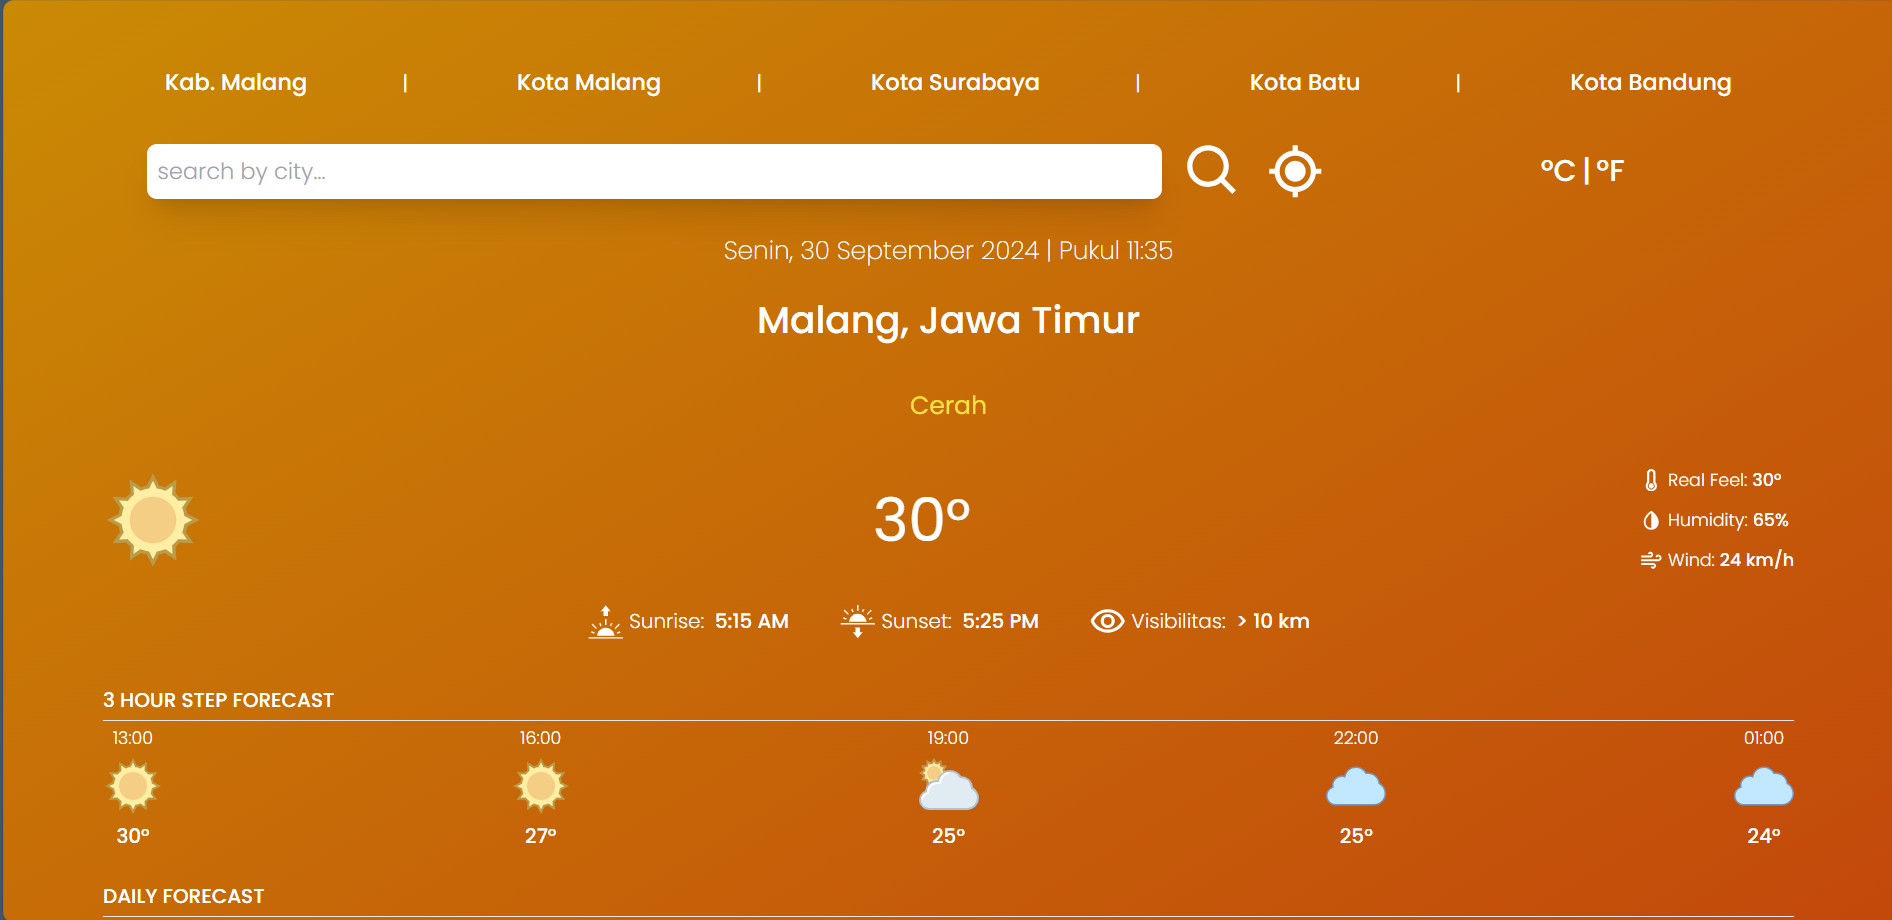 Kab. Malang | Kota Malang | Kota Surabaya | Kota Batu | Kota Bandung
search by city...
°C | °F
Senin, 30 September 2024 | Pukul 11:35
Malang, Jawa Timur
Cerah
30°
Real Feel: 30°
Humidity: 65%
Wind: 24 km/h
Sunrise: 5:15 AM Sunset: 5:25 PM Visibilitas: > 10 km
3 HOUR STEP FORECAST
13:00 16:00 19:00 22:00 01:00
30° 27° 25° 25° 24°
DAILY FORECAST